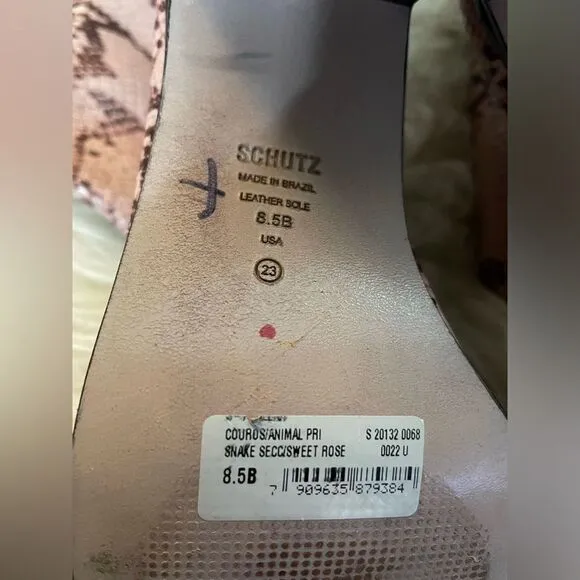 SCHUTZ
MADE IN BRAZIL
LEATHER SOLE
8.5B
USA
23
COUROS/ANIMAL PRI S 20132 0068
SNAKE SECC/SWEET ROSE 0022 U
8.5B
7 909635 879384